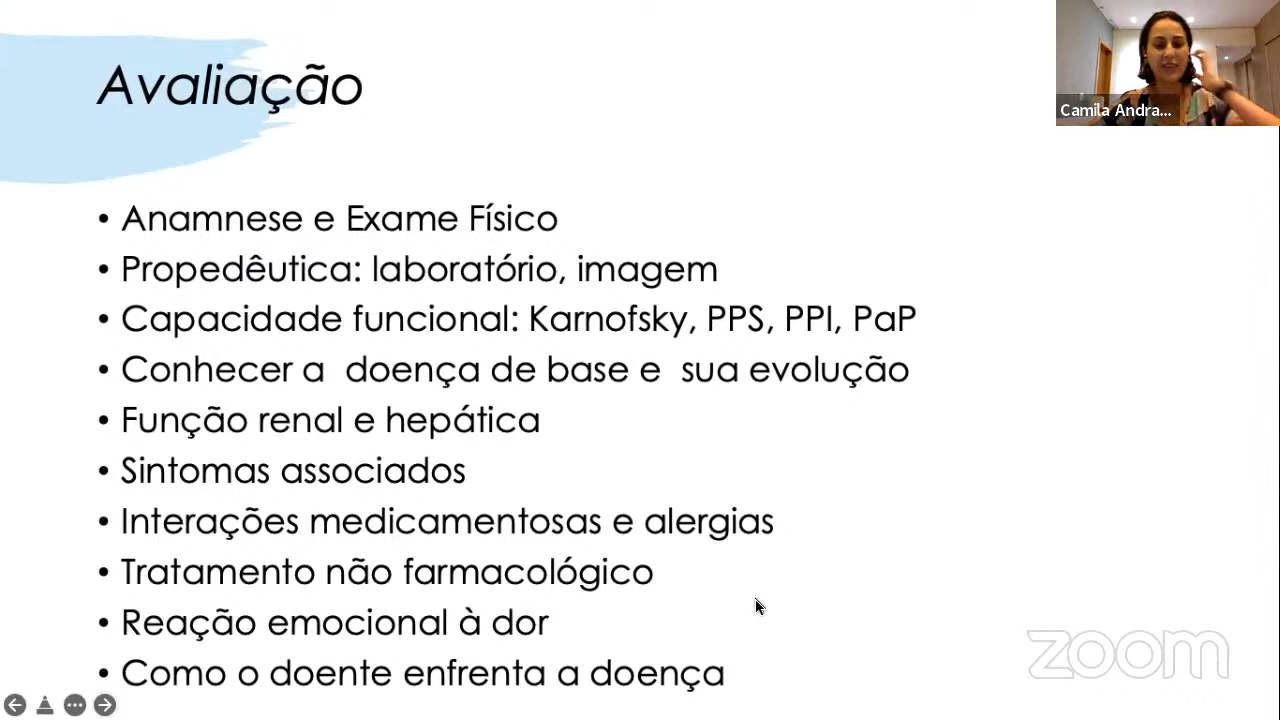 Avaliação
Camila Andra...
• Anamnese e Exame Físico
• Propedêutica: laboratório, imagem
• Capacidade funcional: Karnofsky, PPS, PPI, PaP
• Conhecer a  doença de base e  sua evolução
• Função renal e hepática
• Sintomas associados
• Interações medicamentosas e alergias
• Tratamento não farmacológico
• Reação emocional à dor
• Como o doente enfrenta a doença
zoom